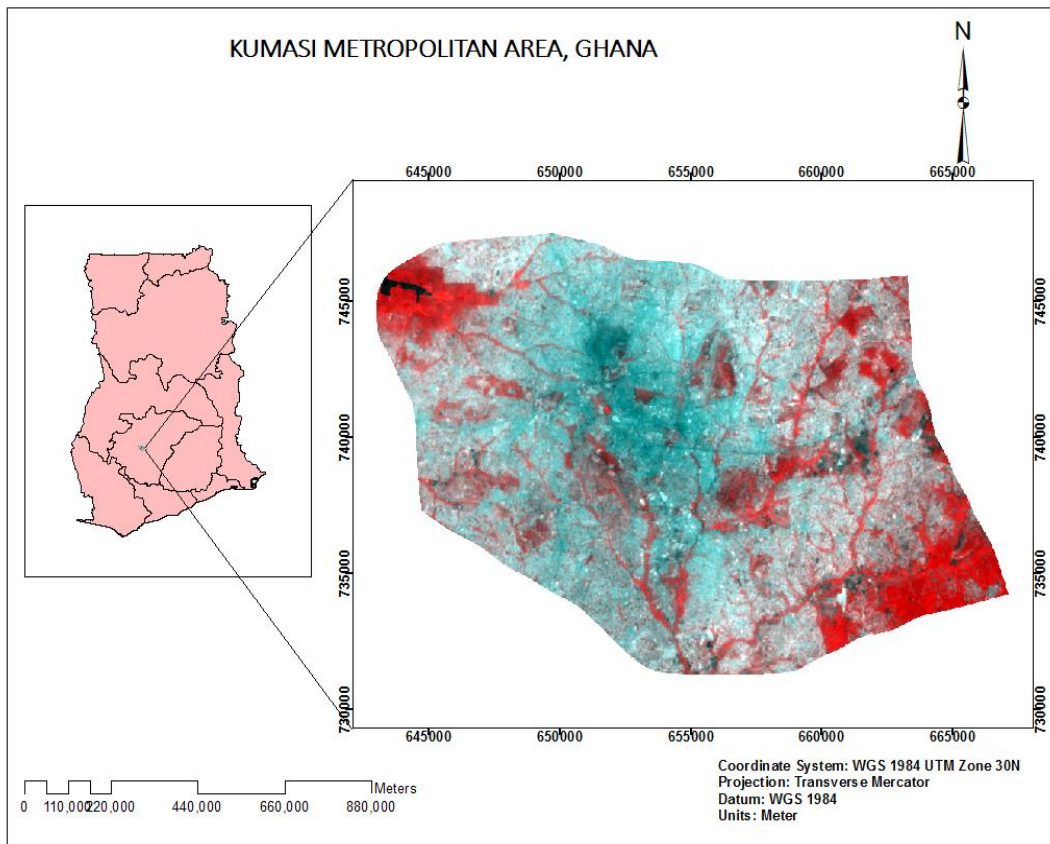 KUMASI METROPOLITAN AREA, GHANA
N
645000 650000 655000 660000 665000
745000 745000
740000 740000
735000 735000
730000 730000
645000 650000 655000 660000 665000
Meters
0 110,000 220,000 440,000 660,000 880,000
Coordinate System: WGS 1984 UTM Zone 30N
Projection: Transverse Mercator
Datum: WGS 1984
Units: Meter